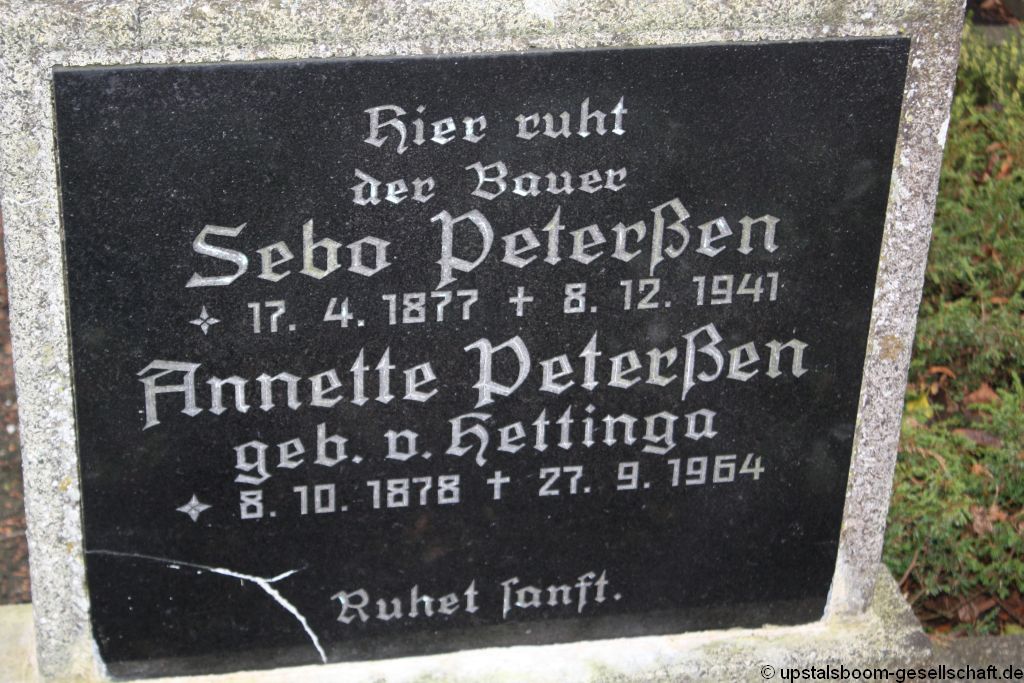 Hier ruht
der Bauer
Sebo Peterßen
17. 4. 1877 † 8. 12. 1941
Annette Peterßen
geb. v. Hettinga
8. 10. 1878 † 27. 9. 1964
Ruhet sanft.
© upstalsboom-gesellschaft.de